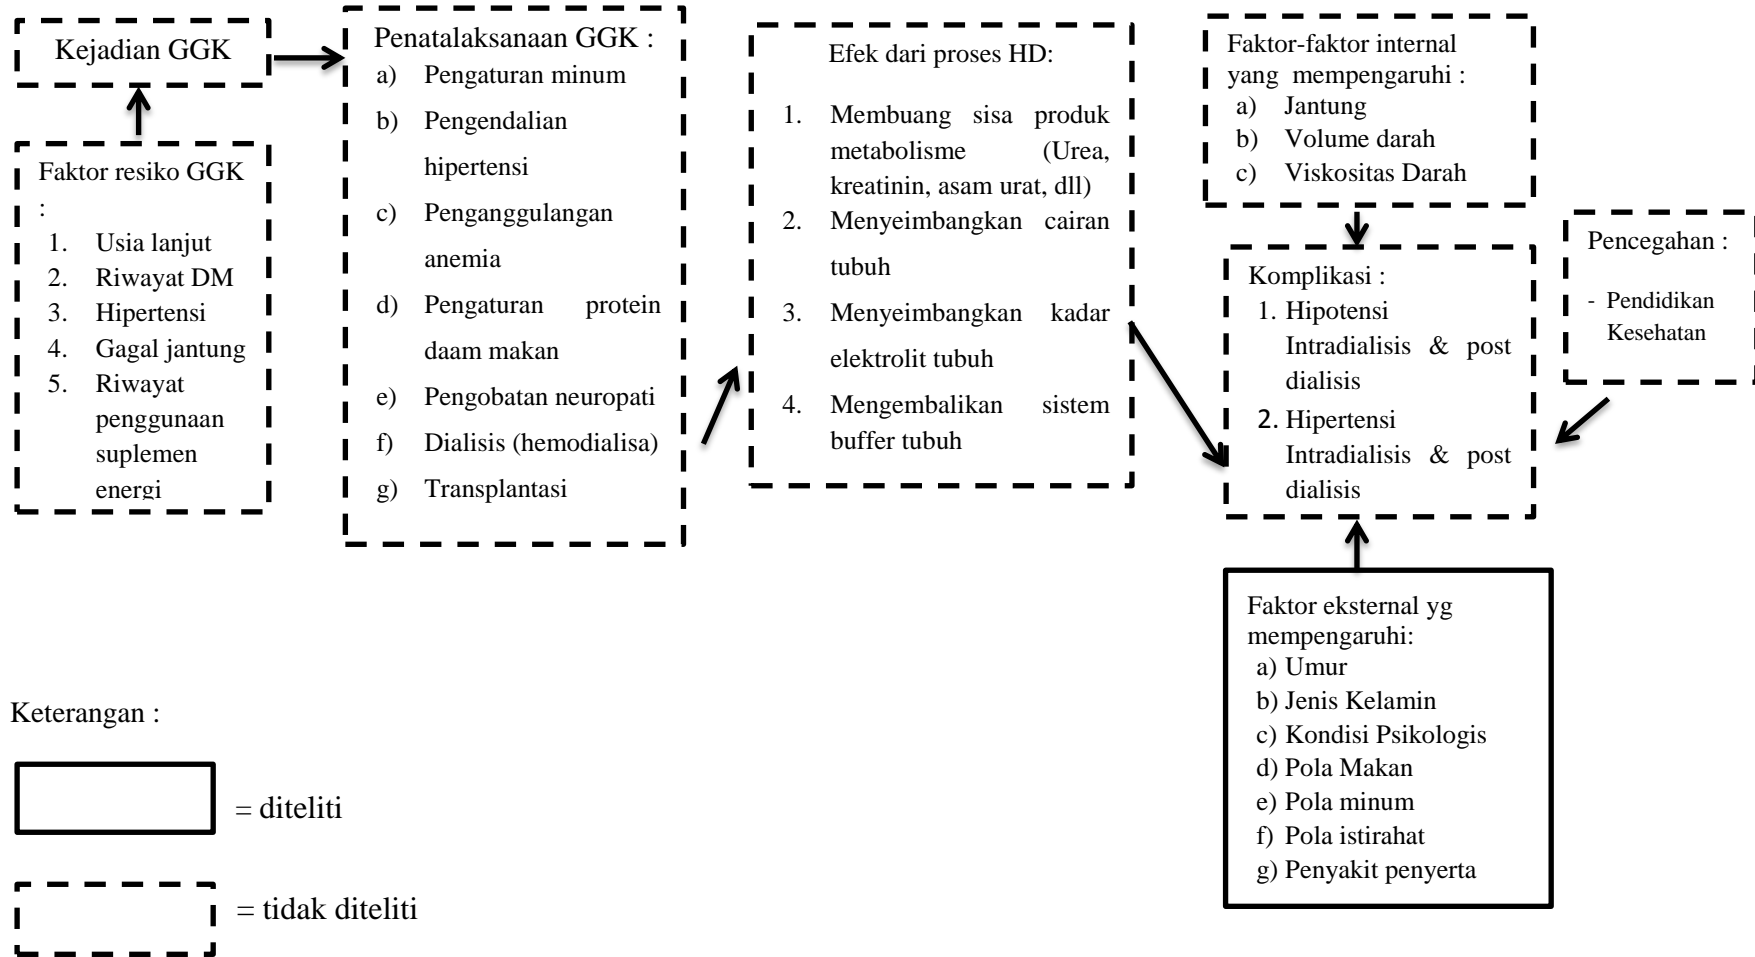 Kejadian GGK
Faktor resiko GGK
:
1. Usia lanjut
2. Riwayat DM
3. Hipertensi
4. Gagal jantung
5. Riwayat
penggunaan
suplemen
energi
Penatalaksanaan GGK :
a) Pengaturan minum
b) Pengendalian
hipertensi
c) Penganggulangan
anemia
d) Pengaturan protein
daam makan
e) Pengobatan neuropati
f) Dialisis (hemodialisa)
g) Transplantasi
Efek dari proses HD:
1. Membuang sisa produk
metabolisme (Urea,
kreatinin, asam urat, dll)
2. Menyeimbangkan cairan
tubuh
3. Menyeimbangkan kadar
elektrolit tubuh
4. Mengembalikan sistem
buffer tubuh
Faktor-faktor internal
yang mempengaruhi :
a) Jantung
b) Volume darah
c) Viskositas Darah
Komplikasi :
1. Hipotensi
Intradialisis & post
dialisis
2. Hipertensi
Intradialisis & post
dialisis
Pencegahan :
- Pendidikan
Kesehatan
Faktor eksternal yg
mempengaruhi:
a) Umur
b) Jenis Kelamin
c) Kondisi Psikologis
d) Pola Makan
e) Pola minum
f) Pola istirahat
g) Penyakit penyerta
Keterangan :
= diteliti
= tidak diteliti